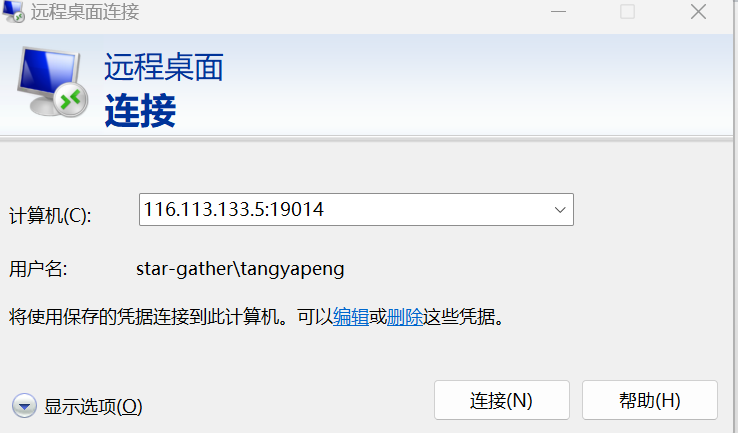 远程桌面连接
远程桌面
连接
计算机(C):
116.113.133.5:19014
用户名:
star-gather\tangyapeng
将使用保存的凭据连接到此计算机。可以编辑或删除这些凭据。
显示选项(O)
连接(N)
帮助(H)